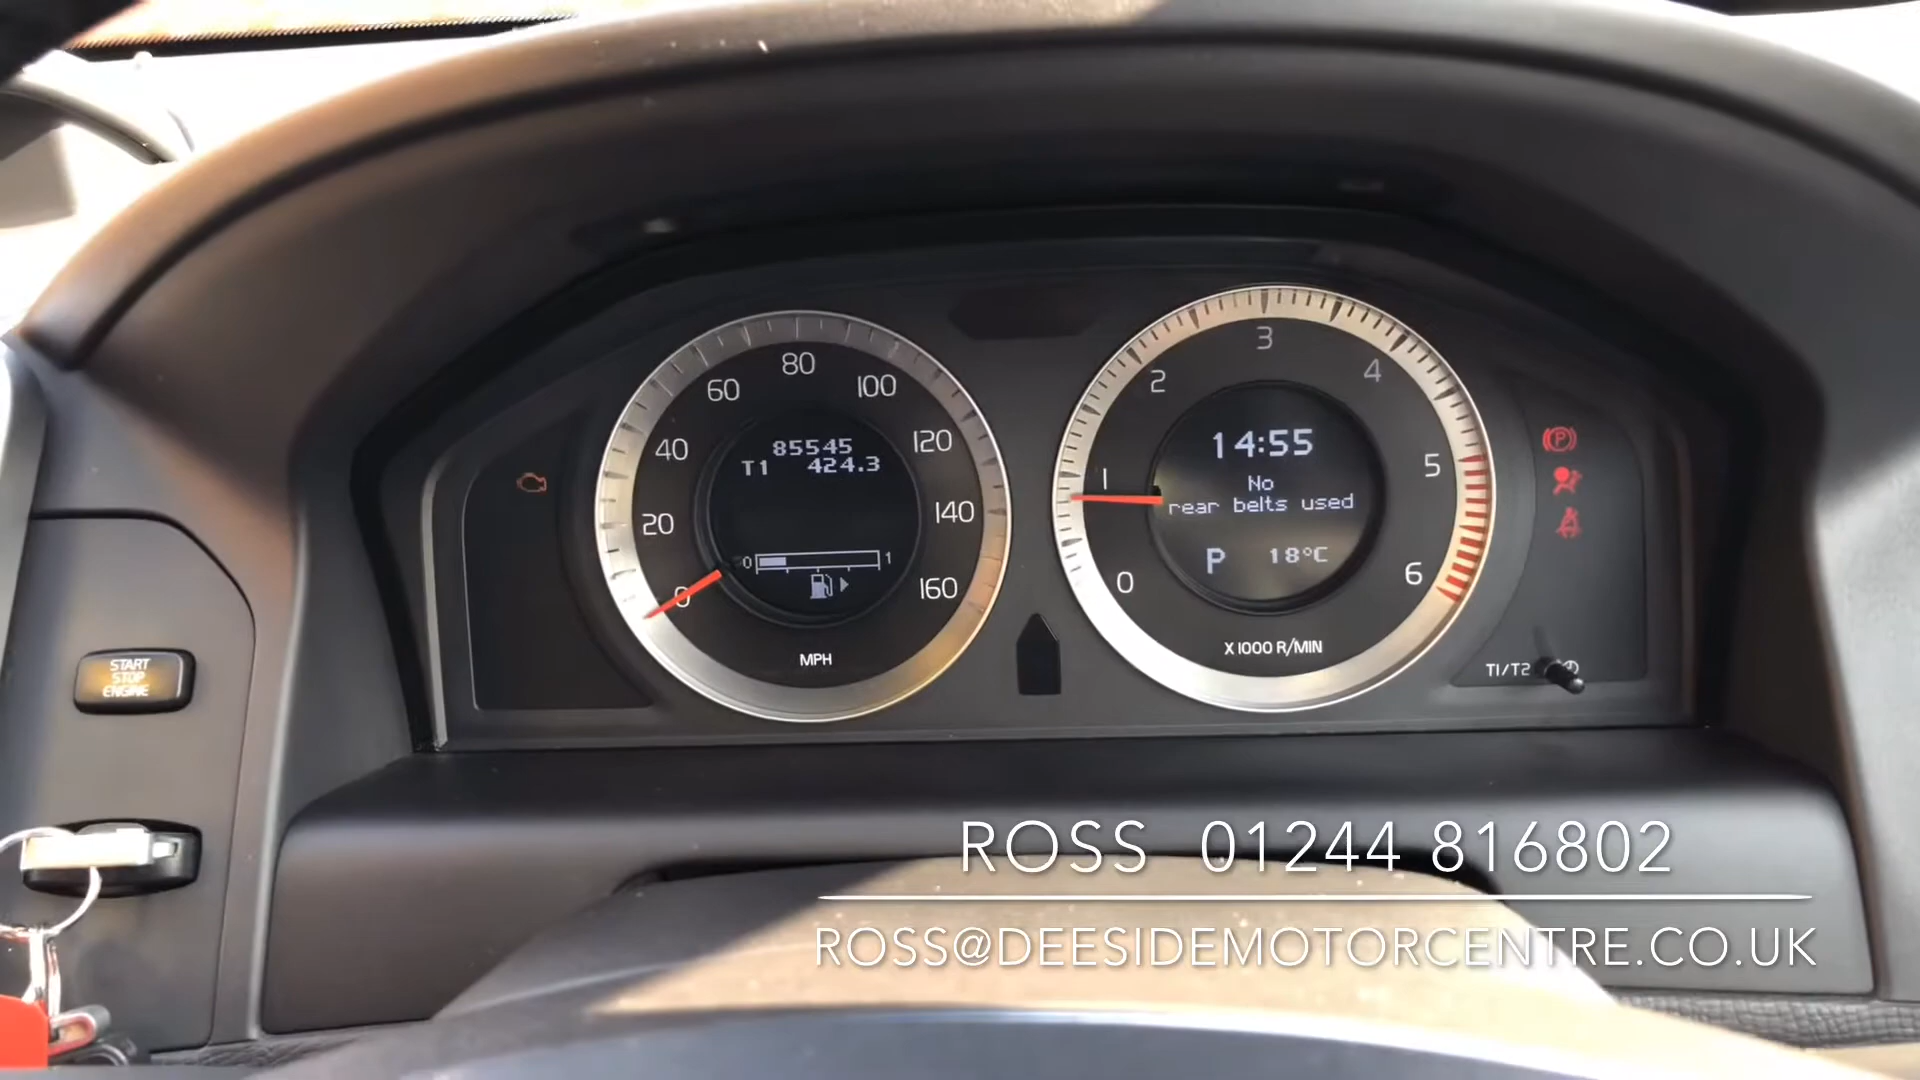 START
STOP
ENGINE
0
20
40
60
80
100
120
140
160
85545
T1 424.3
0 1
MPH
0
1
2
3
4
5
6
14:55
No
rear belts used
P 18°C
X1000 R/MIN
P
T1/T2
ROSS 01244 816802
ROSS@DEESIDEMOTORCENTRE.CO.UK